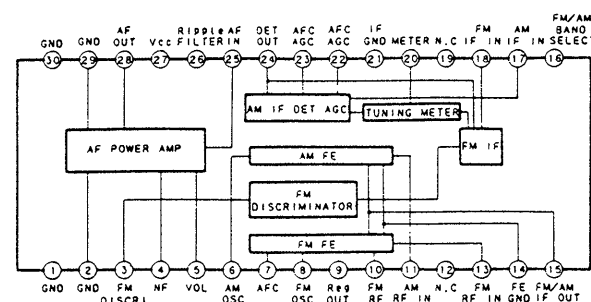 FM/AM
Ripple AF DET AFC AFC IF FM AM BAND
GND GND AF OUT Vcc FILTER IN OUT AGC AGC GND METER N.C IF IN IF IN SELECT
30 29 28 27 26 25 24 23 22 21 20 19 18 17 16
AM IF DET AGC
TUNING METER
AF POWER AMP
AM FE
FM IF
FM
DISCRIMINATOR
FM FE
1 2 3 4 5 6 7 8 9 10 11 12 13 14 15
GND GND FM NF VOL AM AFC FM Reg FM AM N.C FM FE FM/AM
DISCRI OSC OSC OUT RF RF IN RF IN GND IF OUT